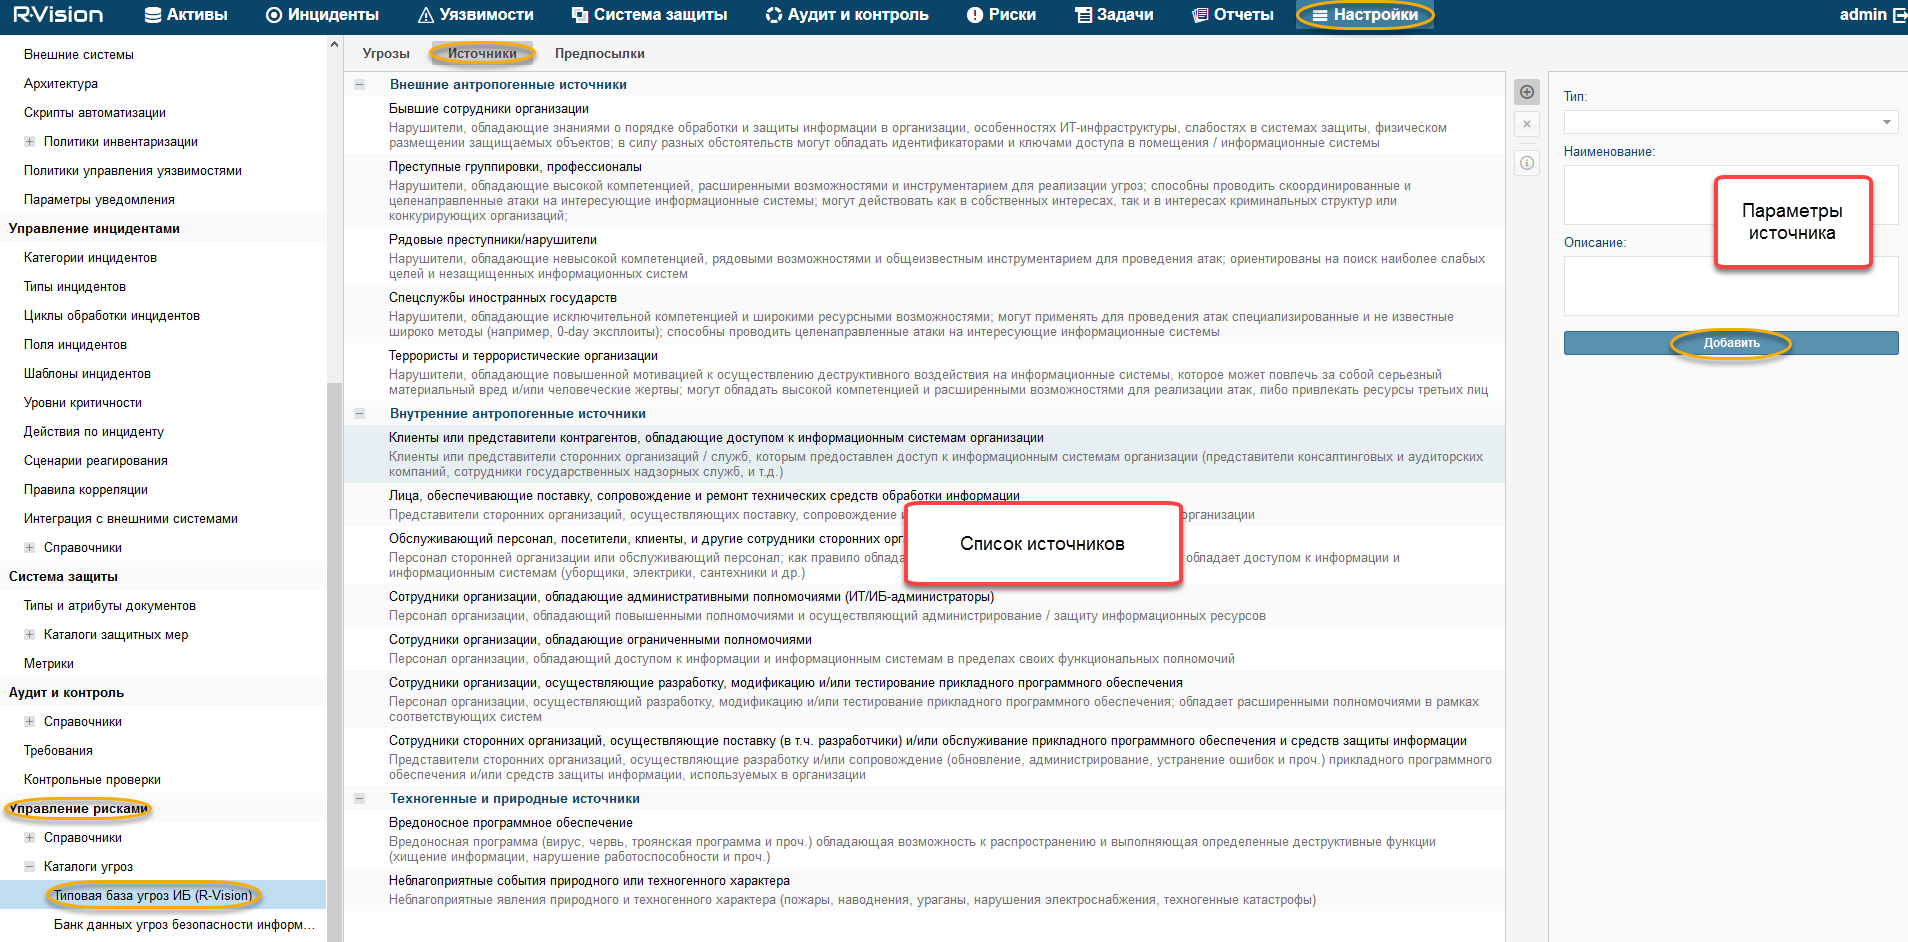 R·Vision
Активы
Инциденты
Уязвимости
Система защиты
Аудит и контроль
Риски
Задачи
Отчеты
Настройки
admin
Внешние системы
Архитектура
Скрипты автоматизации
Политики инвентаризации
Политики управления уязвимостями
Параметры уведомления
Управление инцидентами
Категории инцидентов
Типы инцидентов
Циклы обработки инцидентов
Поля инцидентов
Шаблоны инцидентов
Уровни критичности
Действия по инциденту
Сценарии реагирования
Правила корреляции
Интеграция с внешними системами
Справочники
Система защиты
Типы и атрибуты документов
Каталоги защитных мер
Метрики
Аудит и контроль
Справочники
Требования
Контрольные проверки
Управление рисками
Справочники
Каталоги угроз
Типовая база угроз ИБ (R-Vision)
Банк данных угроз безопасности информ...
Угрозы
Источники
Предпосылки
Внешние антропогенные источники
Бывшие сотрудники организации
Нарушители, обладающие знаниями о порядке обработки и защиты информации в организации, особенностях ИТ-инфраструктуры, слабостях в системах защиты, физическом
размещении защищаемых объектов; в силу разных обстоятельств могут обладать идентификаторами и ключами доступа в помещения / информационные системы
Преступные группировки, профессионалы
Нарушители, обладающие высокой компетенцией, расширенными возможностями и инструментарием для реализации угроз; способны проводить скоординированные и
целенаправленные атаки на интересующие информационные системы; могут действовать как в собственных интересах, так и в интересах криминальных структур или
конкурирующих организаций;
Рядовые преступники/нарушители
Нарушители, обладающие невысокой компетенцией, рядовыми возможностями и общеизвестным инструментарием для проведения атак; ориентированы на поиск наиболее слабых
целей и незащищенных информационных систем
Спецслужбы иностранных государств
Нарушители, обладающие исключительной компетенцией и широкими ресурсными возможностями; могут применять для проведения атак специализированные и не известные
широко методы (например, 0-day эксплоиты); способны проводить целенаправленные атаки на интересующие информационные системы
Террористы и террористические организации
Нарушители, обладающие повышенной мотивацией к осуществлению деструктивного воздействия на информационные системы, которое может повлечь за собой серьезный
материальный вред и/или человеческие жертвы; могут обладать высокой компетенцией и расширенными возможностями для реализации атак, либо привлекать ресурсы третьих лиц
Внутренние антропогенные источники
Клиенты или представители контрагентов, обладающие доступом к информационным системам организации
Клиенты или представители сторонних организаций / служб, которым предоставлен доступ к информационным системам организации (представители консалтинговых и аудиторских
компаний, сотрудники государственных надзорных служб, и т.д.)
Лица, обеспечивающие поставку, сопровождение и ремонт технических средств обработки информации
Представители сторонних организаций, осуществляющих поставку, сопровождение организации
Обслуживающий персонал, посетители, клиенты, и другие сотрудники сторонних
Персонал сторонней организации или обслуживающий персонал; как правило обладает доступом к информации и
информационным системам (уборщики, электрики, сантехники и др.)
Список источников
Сотрудники организации, обладающие административными полномочиями (ИТ/ИБ-администраторы)
Персонал организации, обладающий повышенными полномочиями и осуществляющий администрирование / защиту информационных ресурсов
Сотрудники организации, обладающие ограниченными полномочиями
Персонал организации, обладающий доступом к информации и информационным системам в пределах своих функциональных полномочий
Сотрудники организации, осуществляющие разработку, модификацию и/или тестирование прикладного программного обеспечения
Персонал организации, осуществляющий разработку, модификацию и/или тестирование прикладного программного обеспечения; обладает расширенными полномочиями в рамках
соответствующих систем
Сотрудники сторонних организаций, осуществляющие поставку (в т.ч. разработчики) и/или обслуживание прикладного программного обеспечения и средств защиты информации
Представители сторонних организаций, осуществляющие разработку и/или сопровождение (обновление, администрирование, устранение ошибок и проч.) прикладного программного
обеспечения и/или средств защиты информации, используемых в организации
Техногенные и природные источники
Вредоносное программное обеспечение
Вредоносная программа (вирус, червь, троянская программа и проч.) обладающая возможность к распространению и выполняющая определенные деструктивные функции
(хищение информации, нарушение работоспособности и проч.)
Неблагоприятные события природного или техногенного характера
Неблагоприятные явления природного и техногенного характера (пожары, наводнения, ураганы, нарушения электроснабжения, техногенные катастрофы)
Тип:
Наименование:
Параметры
источника
Описание:
Добавить